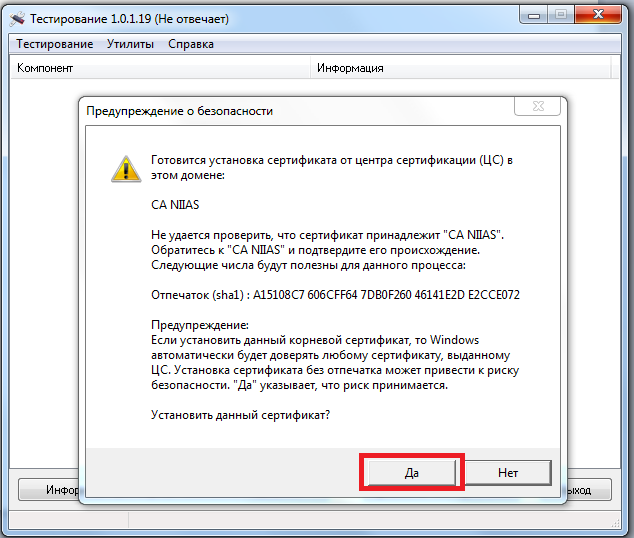 Тестирование 1.0.1.19 (Не отвечает)
Тестирование Утилиты Справка
Компонент Информация
Предупреждение о безопасности
Готовится установка сертификата от центра сертификации (ЦС) в
этом домене:
CA NIIAS
Не удается проверить, что сертификат принадлежит "CA NIIAS".
Обратитесь к "CA NIIAS" и подтвердите его происхождение.
Следующие числа будут полезны для данного процесса:
Отпечаток (sha1) : A15108C7 606CFF64 7DB0F260 46141E2D E2CCE072
Предупреждение:
Если установить данный корневой сертификат, то Windows
автоматически будет доверять любому сертификату, выданному
ЦС. Установка сертификата без отпечатка может привести к риску
безопасности. "Да" указывает, что риск принимается.
Установить данный сертификат?
Да Нет
Инфор ыход